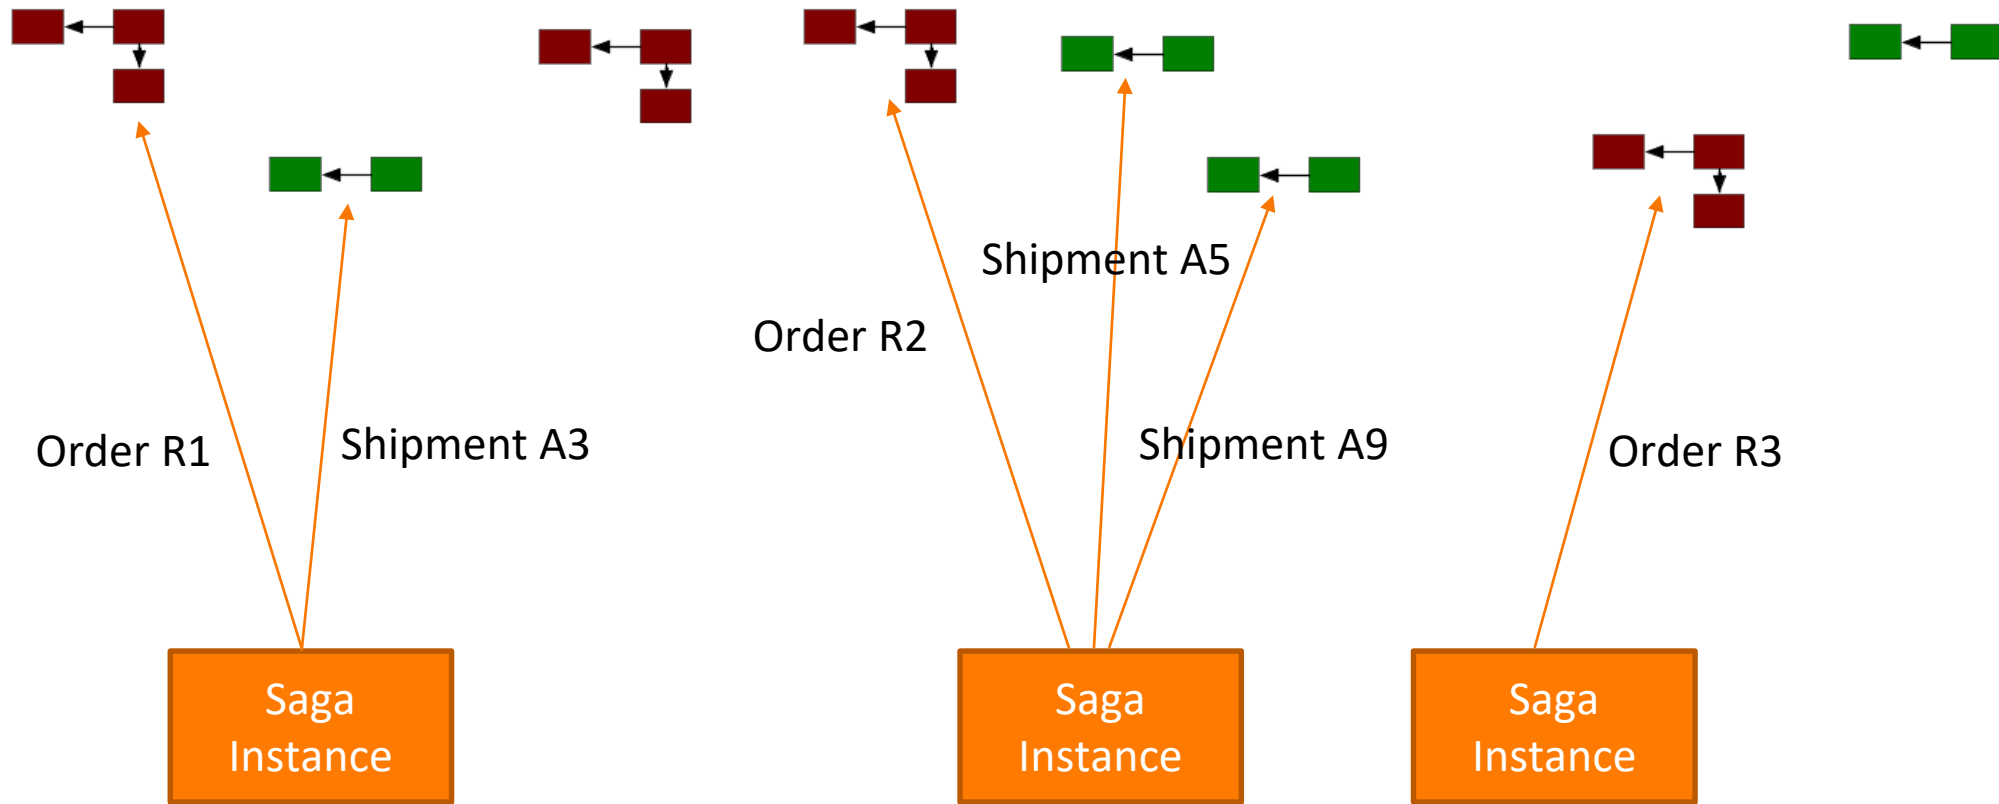 Shipment A5
Order R2
Order R1
Shipment A3
Shipment A9
Order R3
Saga
Instance
Saga
Instance
Saga
Instance